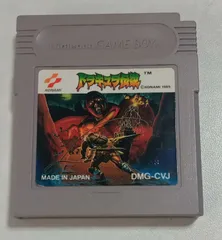 Nintendo GAME BOY
ドラキュラ伝説 TM
KONAMI
© KONAMI 1989
MADE IN JAPAN
DMG-CVJ